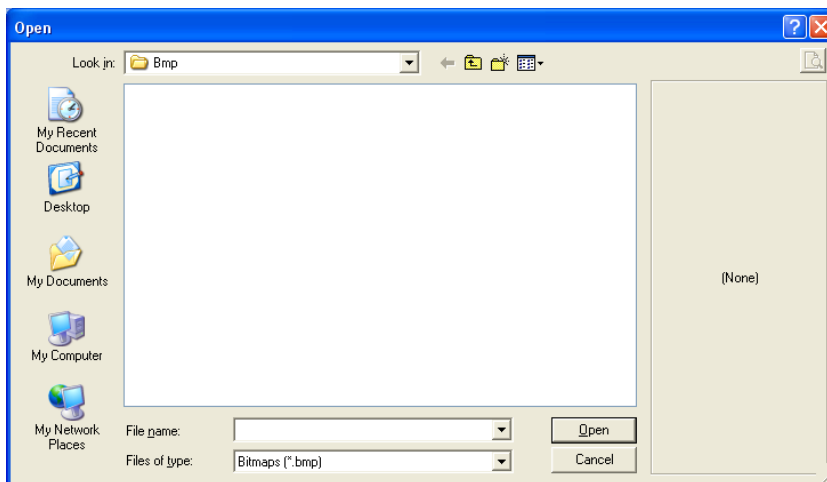 Open
Look in:
Bmp
My Recent
Documents
Desktop
My Documents
My Computer
My Network
Places
(None)
File name:
Open
Files of type:
Bitmaps (*.bmp)
Cancel